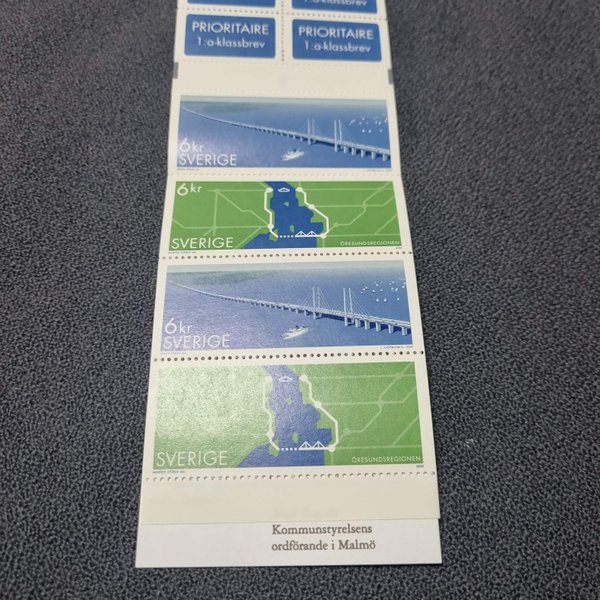 PRIORITAIRE
1:a-klassbrev
PRIORITAIRE
1:a-klassbrev
6kr
SVERIGE
6kr
SVERIGE
ÖRESUNDSREGIONEN
6kr
SVERIGE
SVERIGE
ÖRESUNDSREGIONEN
Kommunstyrelsens
ordförande i Malmö